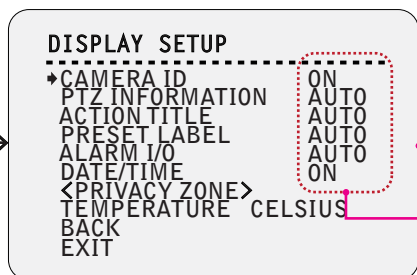 DISPLAY SETUP
CAMERA ID ON
PTZ INFORMATION AUTO
ACTION TITLE AUTO
PRESET LABEL AUTO
ALARM I/O AUTO
DATE/TIME ON
<PRIVACY ZONE>
TEMPERATURE CELSIUS
BACK
EXIT